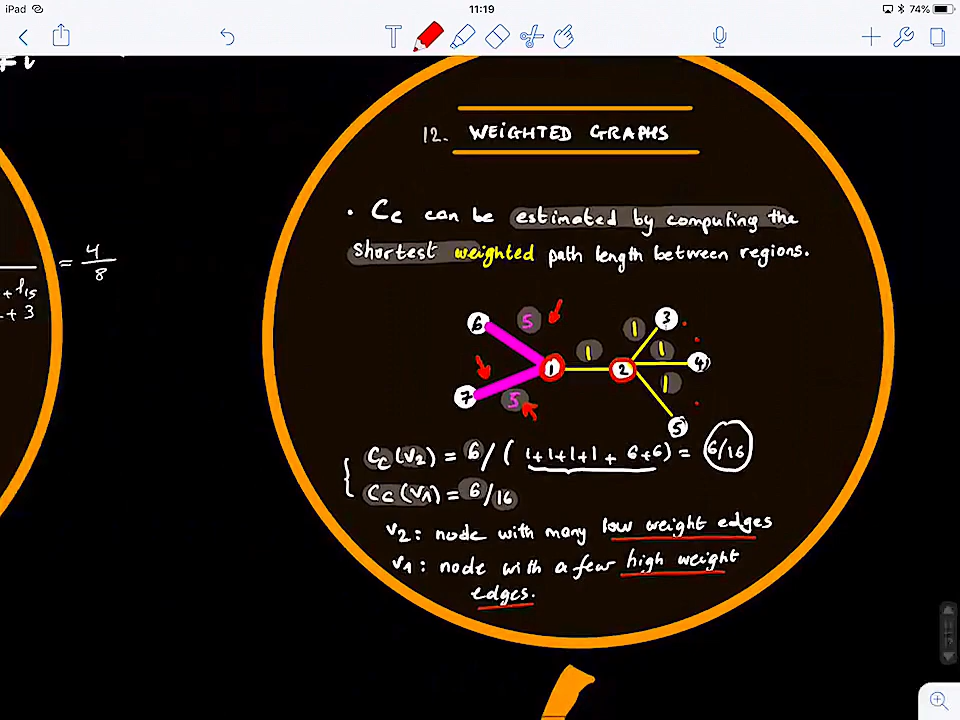 iPad
11:19
74%
T
= 4/8
+ 3
12. WEIGHTED GRAPHS
• Cc can be estimated by computing the
shortest weighted path length between regions.
6 5 1 3
1 1 2 1 4
7 5 1 5
Cc(v2) = 6/(1+1+1+1+6+6) = 6/16
Cc(v1) = 6/16
v2: node with many low weight edges
v1: node with a few high weight
edges.